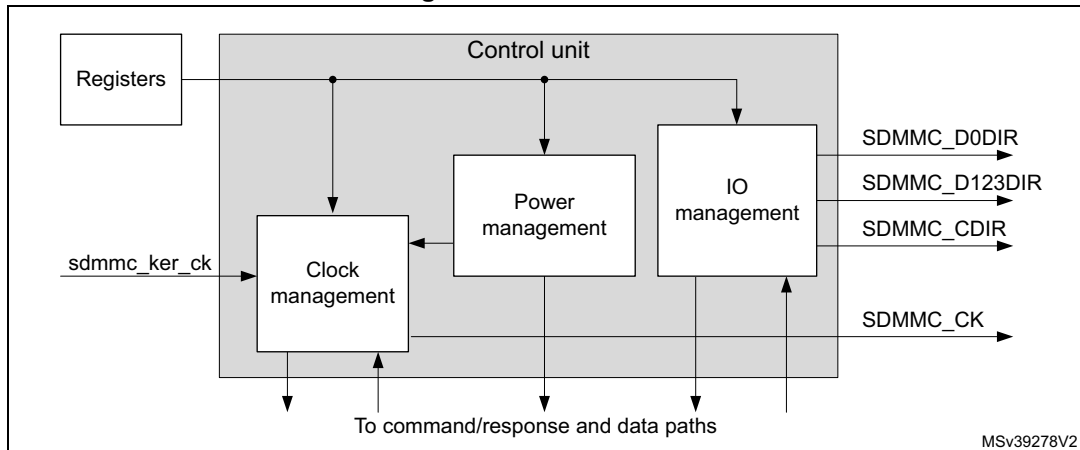 Control unit
Registers
SDMMC_D0DIR
SDMMC_D123DIR
SDMMC_CDIR
IO
management
Power
management
sdmmc_ker_ck
Clock
management
SDMMC_CK
To command/response and data paths
MSv39278V2